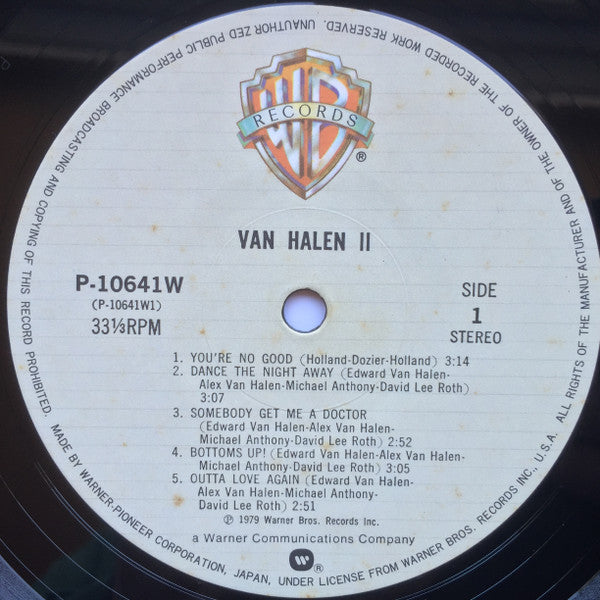 WB
RECORDS
®
VAN HALEN II
P-10641W
(P-10641W1)
33⅓RPM
SIDE
1
STEREO
1. YOU'RE NO GOOD (Holland-Dozier-Holland) 3:14
2. DANCE THE NIGHT AWAY (Edward Van Halen-
Alex Van Halen-Michael Anthony-David Lee Roth)
3:07
3. SOMEBODY GET ME A DOCTOR
(Edward Van Halen-Alex Van Halen-
Michael Anthony-David Lee Roth) 2:52
4. BOTTOMS UP! (Edward Van Halen-Alex Van Halen-
Michael Anthony-David Lee Roth) 3:05
5. OUTTA LOVE AGAIN (Edward Van Halen-
Alex Van Halen-Michael Anthony-
David Lee Roth) 2:51
℗ 1979 Warner Bros. Records Inc.
a Warner Communications Company
W®
MADE BY WARNER-PIONEER CORPORATION, JAPAN, UNDER LICENSE FROM WARNER BROS. RECORDS INC., U.S.A. ALL RIGHTS OF THE MANUFACTURER AND OF THE OWNER OF THE RECORDED WORK RESERVED. UNAUTHORIZED PUBLIC PERFORMANCE BROADCASTING AND COPYING OF THIS RECORD PROHIBITED.